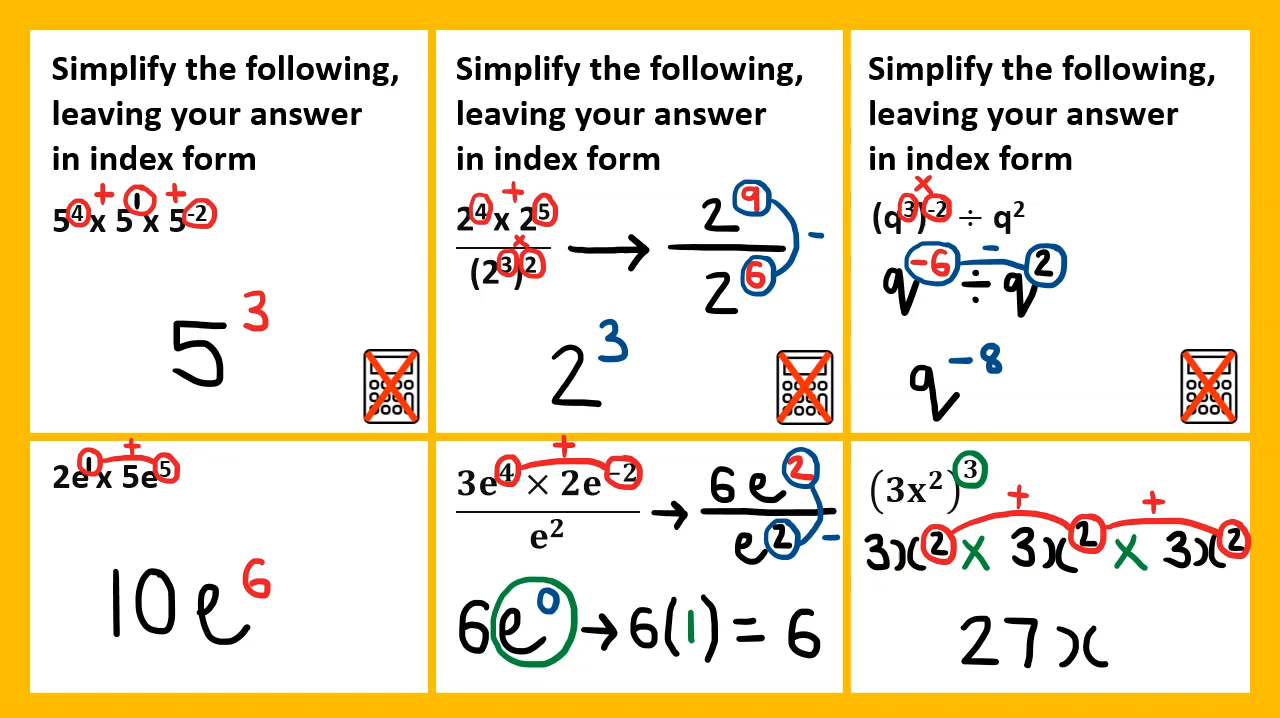 Simplify the following,
leaving your answer
in index form
+ +
5⁴ x 5¹ x 5⁻²
5³
Simplify the following,
leaving your answer
in index form
+
2⁴ x 2⁵
×
(2³)²
→
2⁹
2⁶
−
2³
Simplify the following,
leaving your answer
in index form
×
(q³)⁻² ÷ q²
−
q⁻⁶ ÷ q²
q⁻⁸
+
2e¹ x 5e⁵
10e⁶
+
3e⁴ × 2e⁻²
e²
→
6e²
e²
−
6e⁰ → 6(1) = 6
(3x²)³
+ +
3x² × 3x² × 3x²
27x